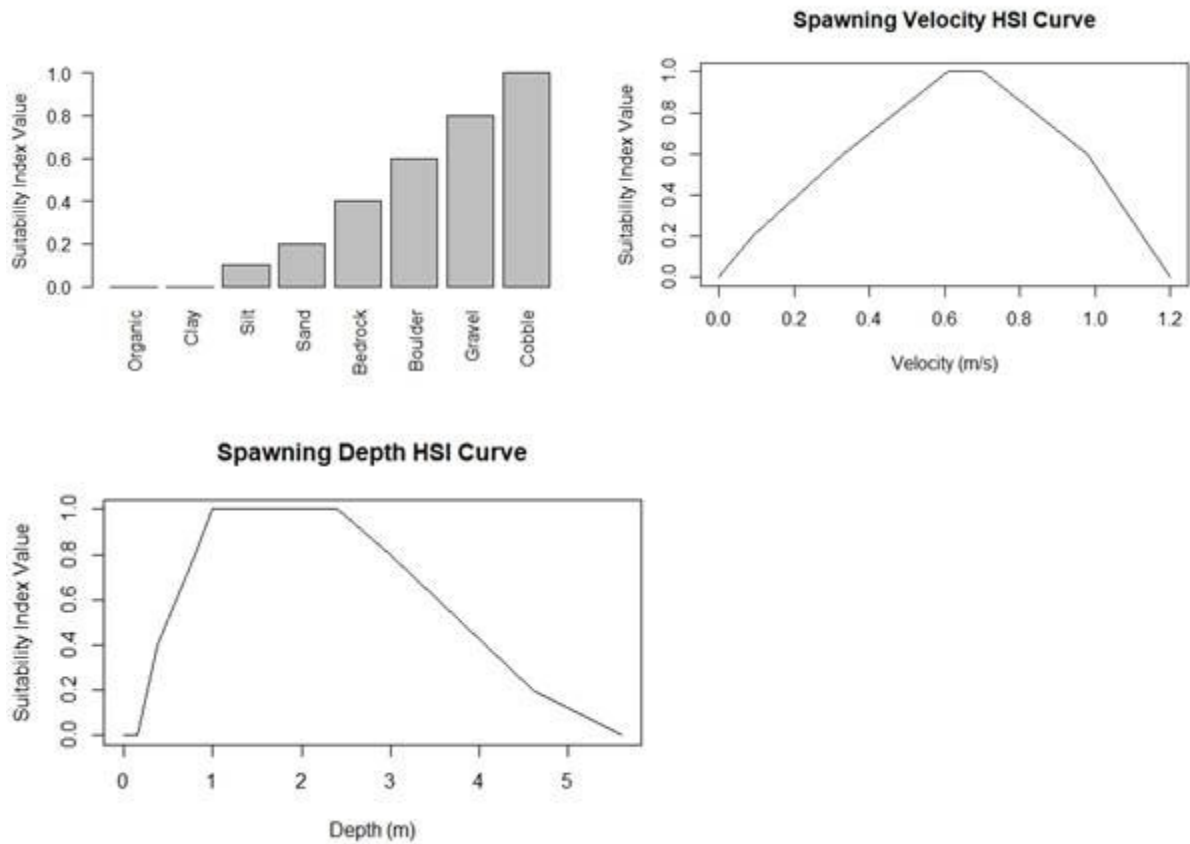 Suitability Index Value
1.0
0.8
0.6
0.4
0.2
0.0
Organic
Clay
Silt
Sand
Bedrock
Boulder
Gravel
Cobble
Spawning Velocity HSI Curve
Suitability Index Value
1.0
0.8
0.6
0.4
0.2
0.0
0.0 0.2 0.4 0.6 0.8 1.0 1.2
Velocity (m/s)
Spawning Depth HSI Curve
Suitability Index Value
1.0
0.8
0.6
0.4
0.2
0.0
0 1 2 3 4 5
Depth (m)